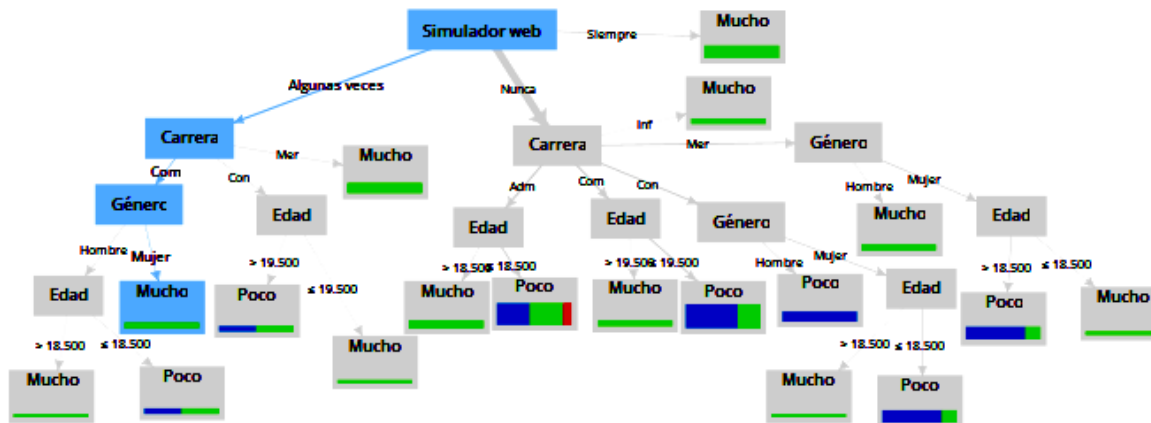 Simulador web
Siempre
Mucho
Algunas veces
Nunca
Mucho
Inf
Carrera
Carrera
Mer
Género
Mer
Mucho
Com
Con
Adm
Com
Con
Hombre
Mujer
Género
Edad
Edad
Edad
Género
Mucho
Edad
Hombre
Mujer
> 19.500
≤ 19.500
> 18.500
≤ 18.500
> 19.500
≤ 19.500
Hombre
Mujer
> 18.500
≤ 18.500
Edad
Mucho
Poco
Mucho
Poco
Mucho
Poco
Poco
Edad
Poco
Mucho
> 18.500
≤ 18.500
Mucho
> 18.500
≤ 18.500
Mucho
Poco
Mucho
Poco